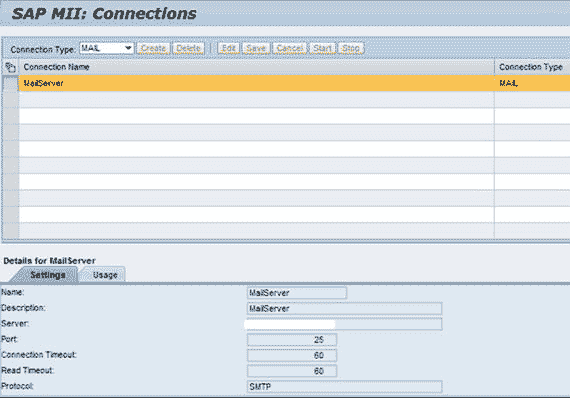 SAP MII: Connections
Connection Type: MAIL Create Delete Edit Save Cancel Start Stop
Connection Name Connection Type
MailServer MAIL
Details for MailServer
Settings Usage
Name: MailServer
Description: MailServer
Server:
Port: 25
Connection Timeout: 60
Read Timeout: 60
Protocol: SMTP